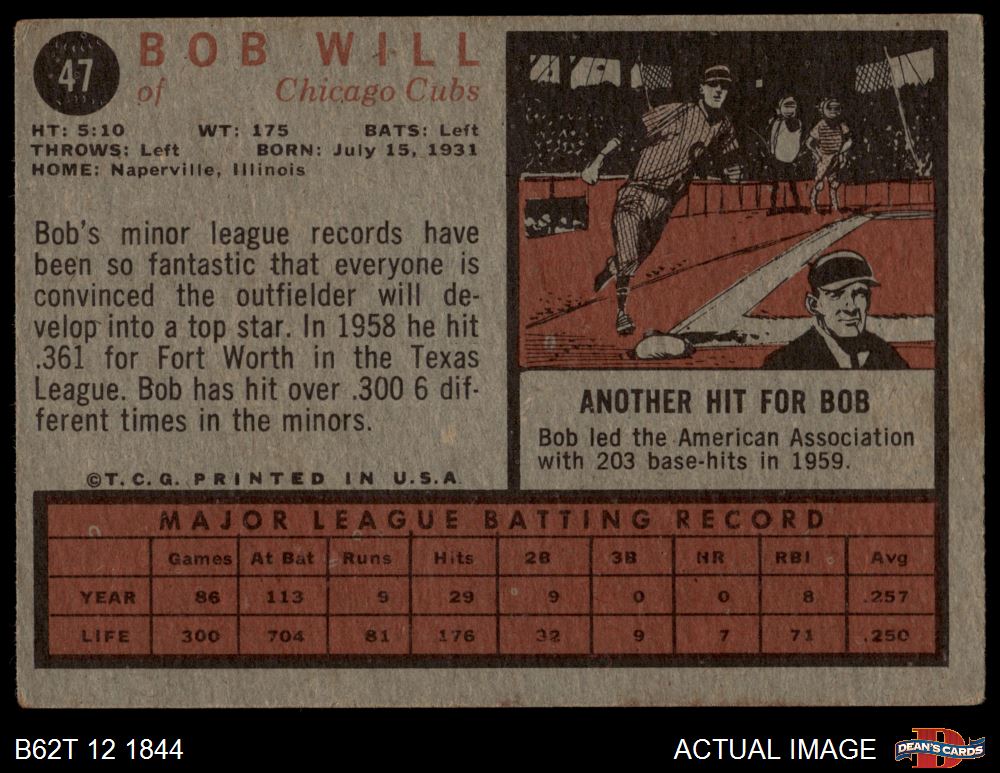 47
BOB WILL
of Chicago Cubs
HT: 5:10 WT: 175 BATS: Left
THROWS: Left BORN: July 15, 1931
HOME: Naperville, Illinois
Bob's minor league records have
been so fantastic that everyone is
convinced the outfielder will de-
velop into a top star. In 1958 he hit
.361 for Fort Worth in the Texas
League. Bob has hit over .300 6 dif-
ferent times in the minors.
©T.C.G. PRINTED IN U.S.A.
ANOTHER HIT FOR BOB
Bob led the American Association
with 203 base-hits in 1959.
MAJOR LEAGUE BATTING RECORD
Games At Bat Runs Hits 2B 3B HR RBI Avg
YEAR 86 113 9 29 9 0 0 8 .257
LIFE 300 704 81 176 32 9 7 71 .250
B62T 12 1844
ACTUAL IMAGE
D
DEAN'S CARDS